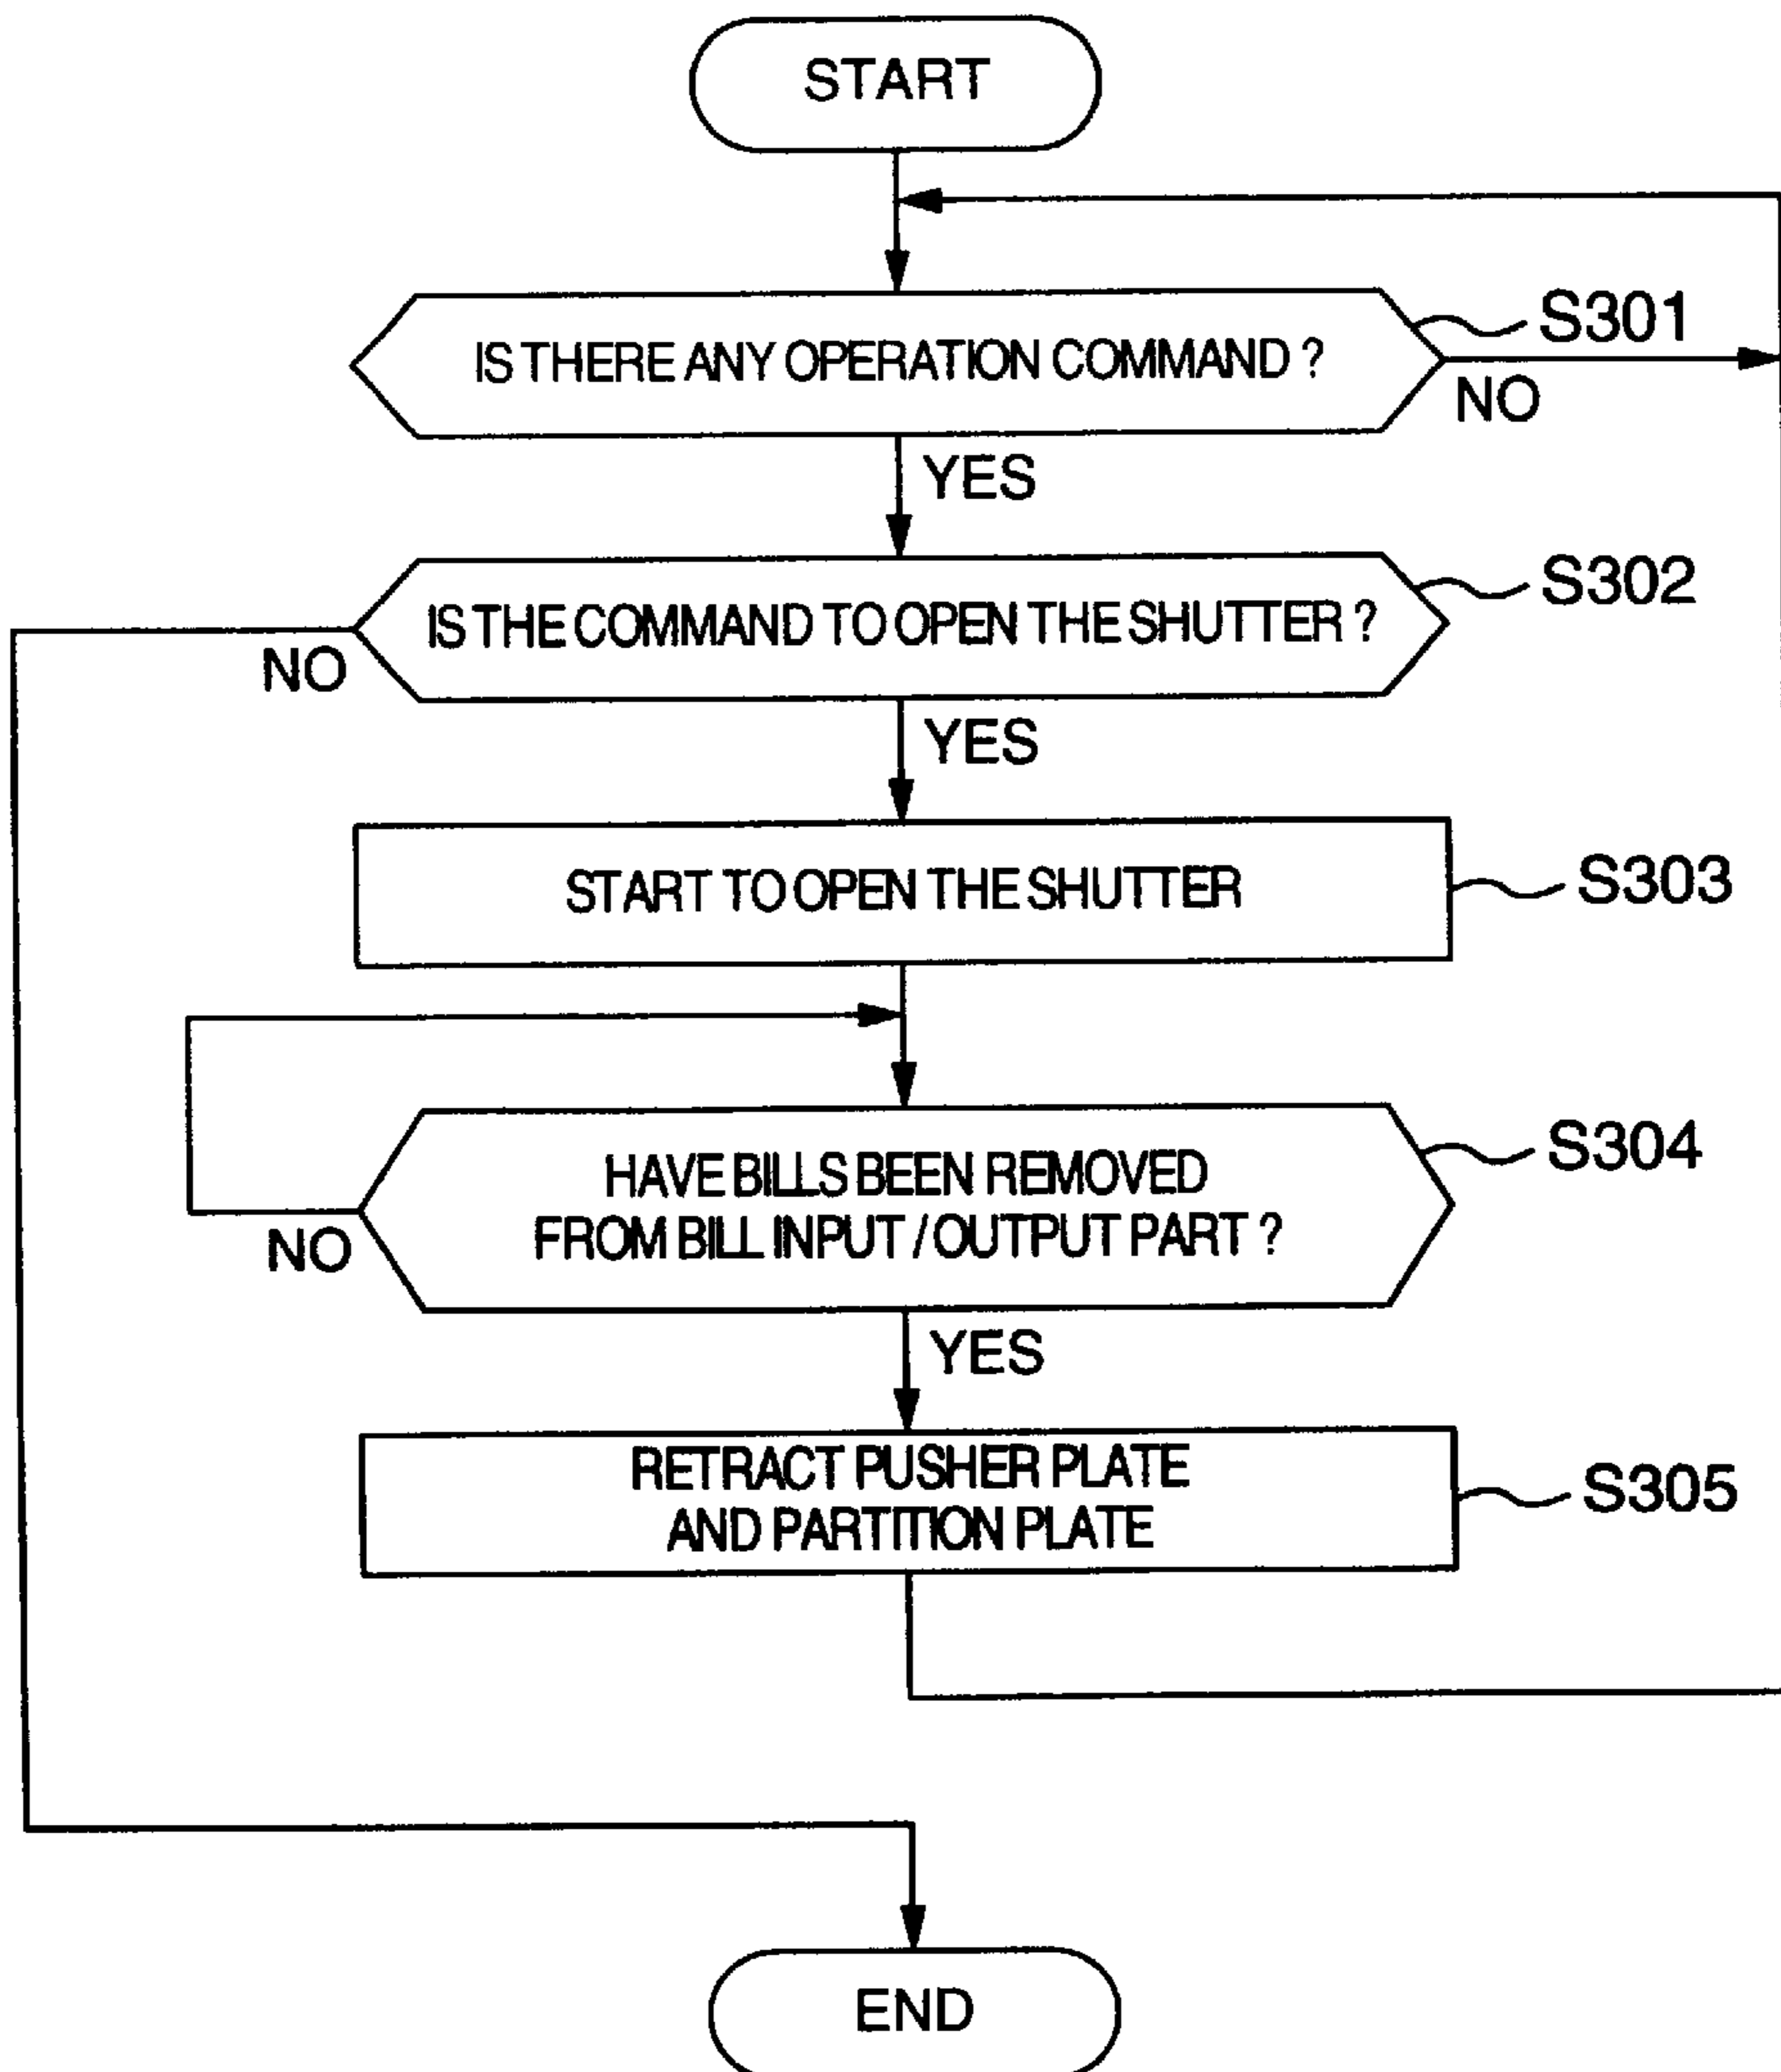 START
IS THERE ANY OPERATION COMMAND ?
S301
NO
YES
IS THE COMMAND TO OPEN THE SHUTTER ?
S302
NO
YES
START TO OPEN THE SHUTTER
S303
HAVE BILLS BEEN REMOVED
FROM BILL INPUT / OUTPUT PART ?
S304
NO
YES
RETRACT PUSHER PLATE
AND PARTITION PLATE
S305
END